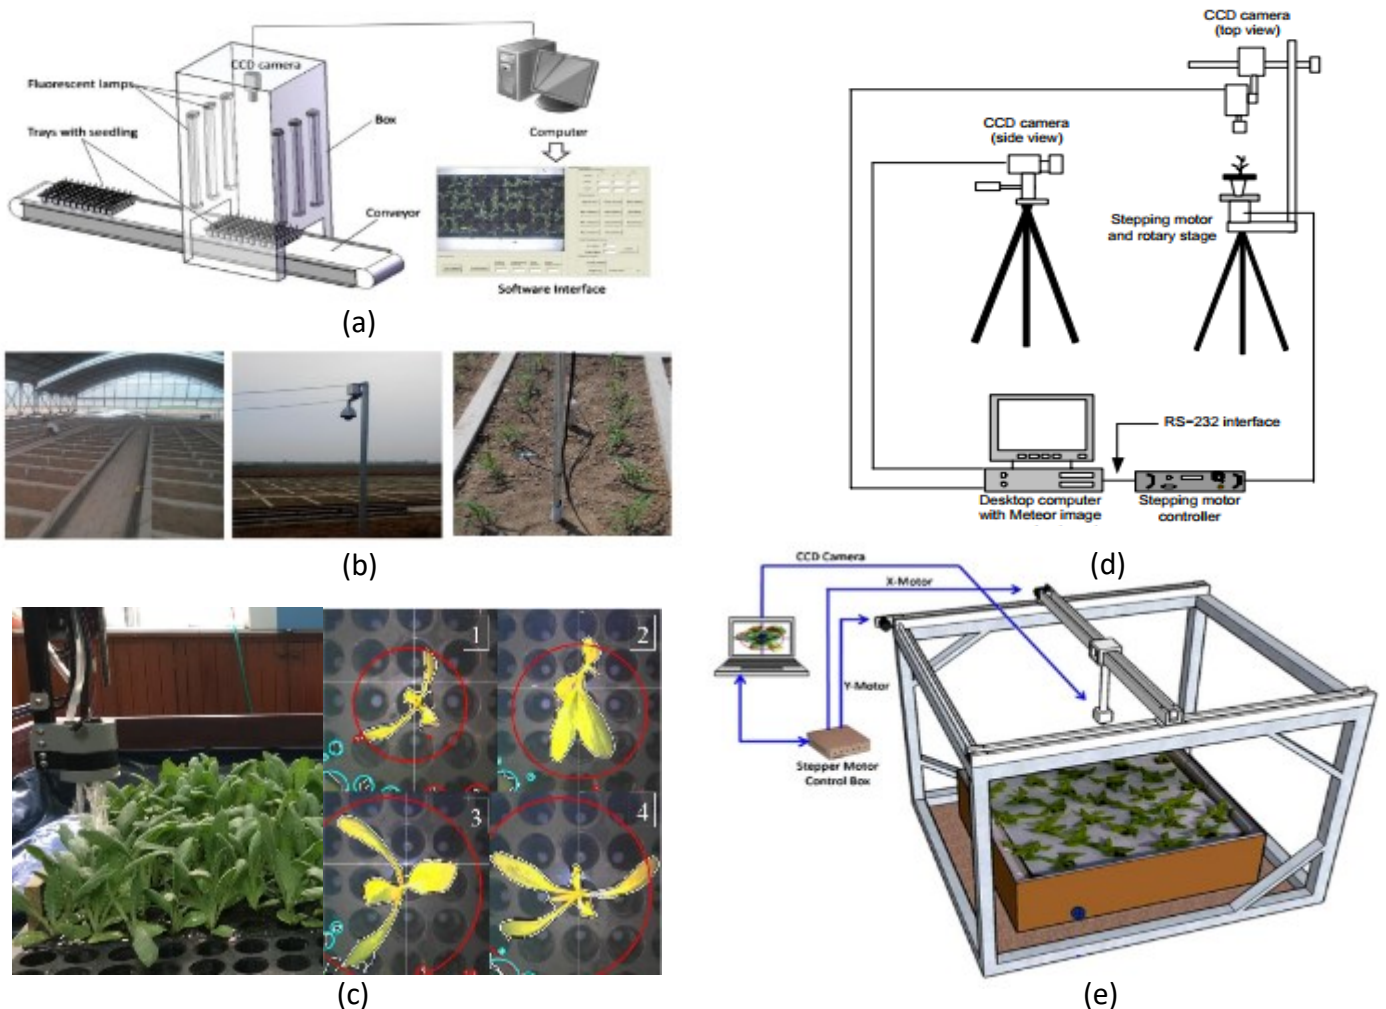 CCD camera
Fluorescent lamps
Trays with seedling
Box
Computer
Conveyor
Software Interface
(a)
(b)
1
2
3
4
(c)
CCD camera
(top view)
CCD camera
(side view)
Stepping motor
and rotary stage
RS-232 interface
Desktop computer
with Meteor image
Stepping motor
controller
(d)
CCD Camera
X-Motor
Y-Motor
Stepper Motor
Control Box
(e)